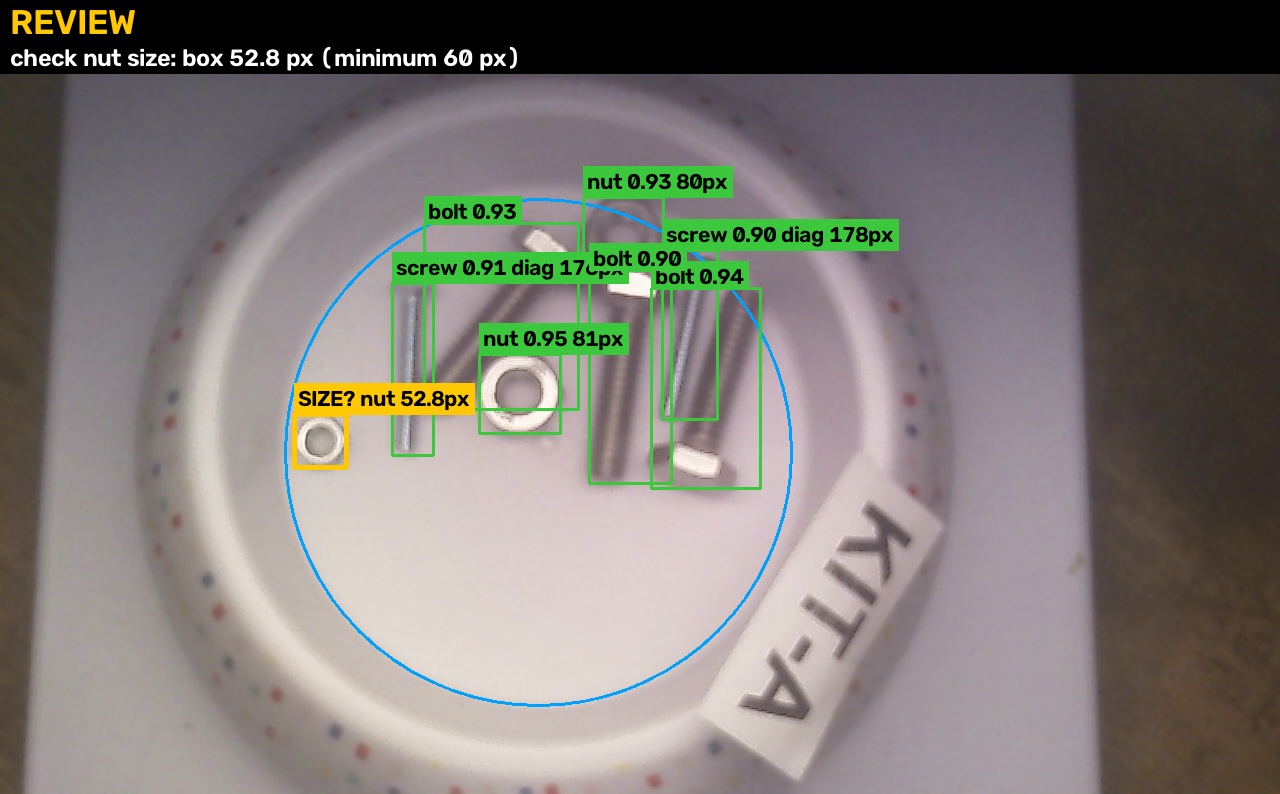 REVIEW
check nut size: box 52.8 px (minimum 60 px)
nut 0.93 80px
bolt 0.93
screw 0.90 diag 178px
bolt 0.90
screw 0.91 diag 176px
bolt 0.94
nut 0.95 81px
SIZE? nut 52.8px
KIT-A